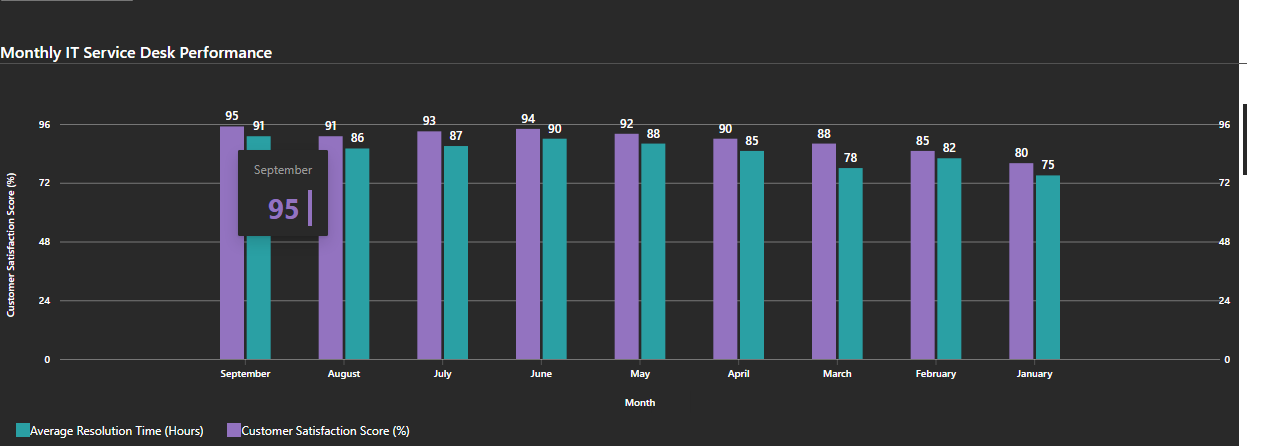 Monthly IT Service Desk Performance
95 91 91 86 93 87 94 90 92 88 90 85 88 78 85 82 80 75
96 96
72 72
48 48
24 24
0 0
Customer Satisfaction Score (%)
September
95
September August July June May April March February January
Month
Average Resolution Time (Hours) Customer Satisfaction Score (%)